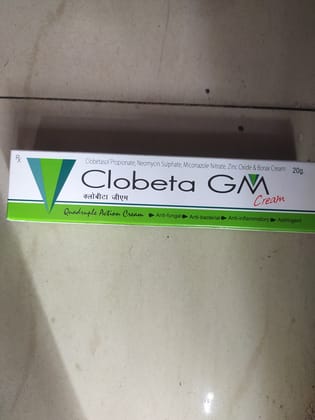 Rx
Clobetasol Propionate, Neomycin Sulphate, Miconazole Nitrate, Zinc Oxide & Borax Cream
20g
Clobeta GM
Cream
क्लोबीटा जीएम
Quadruple Action Cream Anti-fungal Anti-bacterial Anti-inflammatory Astringent